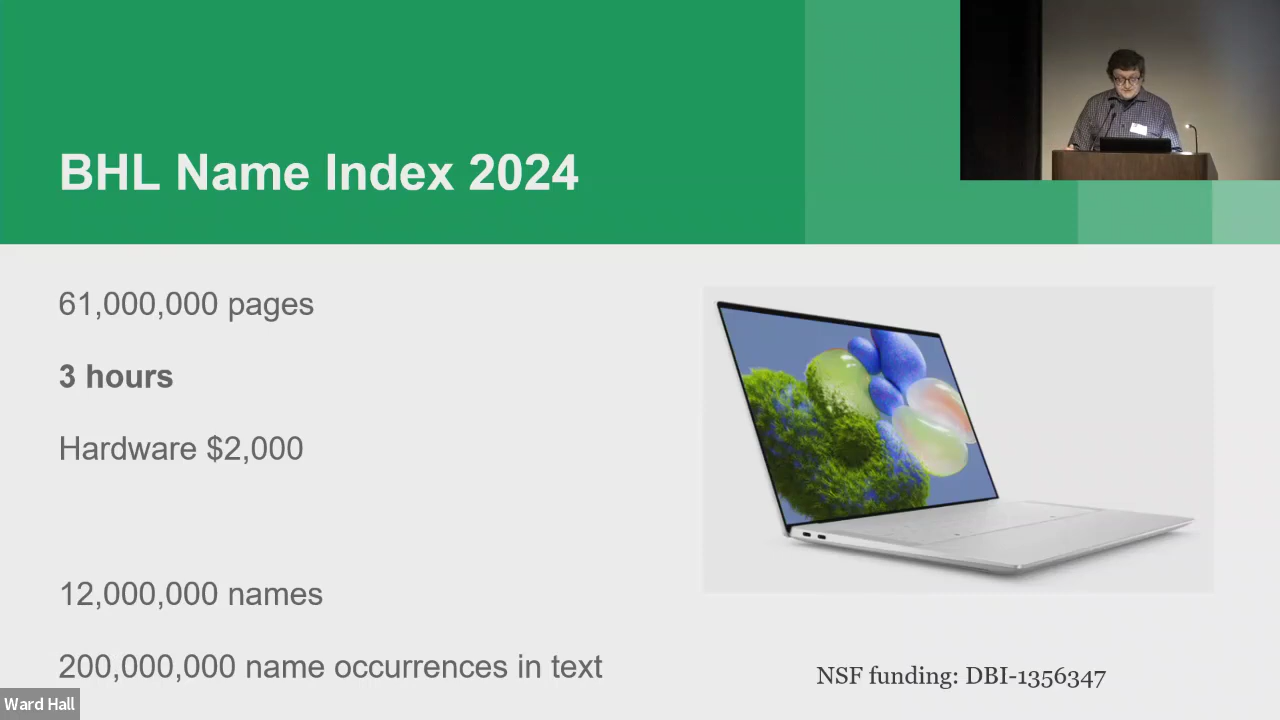 BHL Name Index 2024
61,000,000 pages
3 hours
Hardware $2,000
12,000,000 names
200,000,000 name occurrences in text
NSF funding: DBI-1356347
Ward Hall